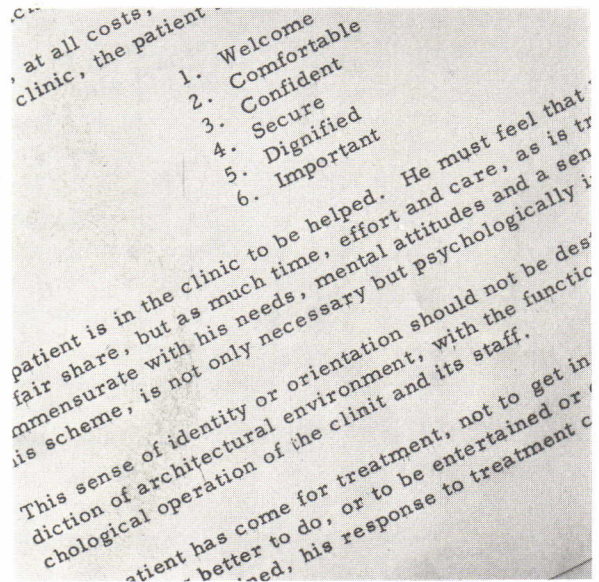 , at all costs,
clinic, the patient
1. Welcome
2. Comfortable
3. Confident
4. Secure
5. Dignified
6. Important
patient is in the clinic to be helped. He must feel that
fair share, but as much time, effort and care, as is
mmensurate with his needs, mental attitudes and a
his scheme, is not only necessary but psychologically
This sense of identity or orientation should not be
diction of architectural environment, with the
chological operation of the clinit and its staff.
atient has come for treatment, not to get in
better to do, or to be entertained or
ined, his response to treatment